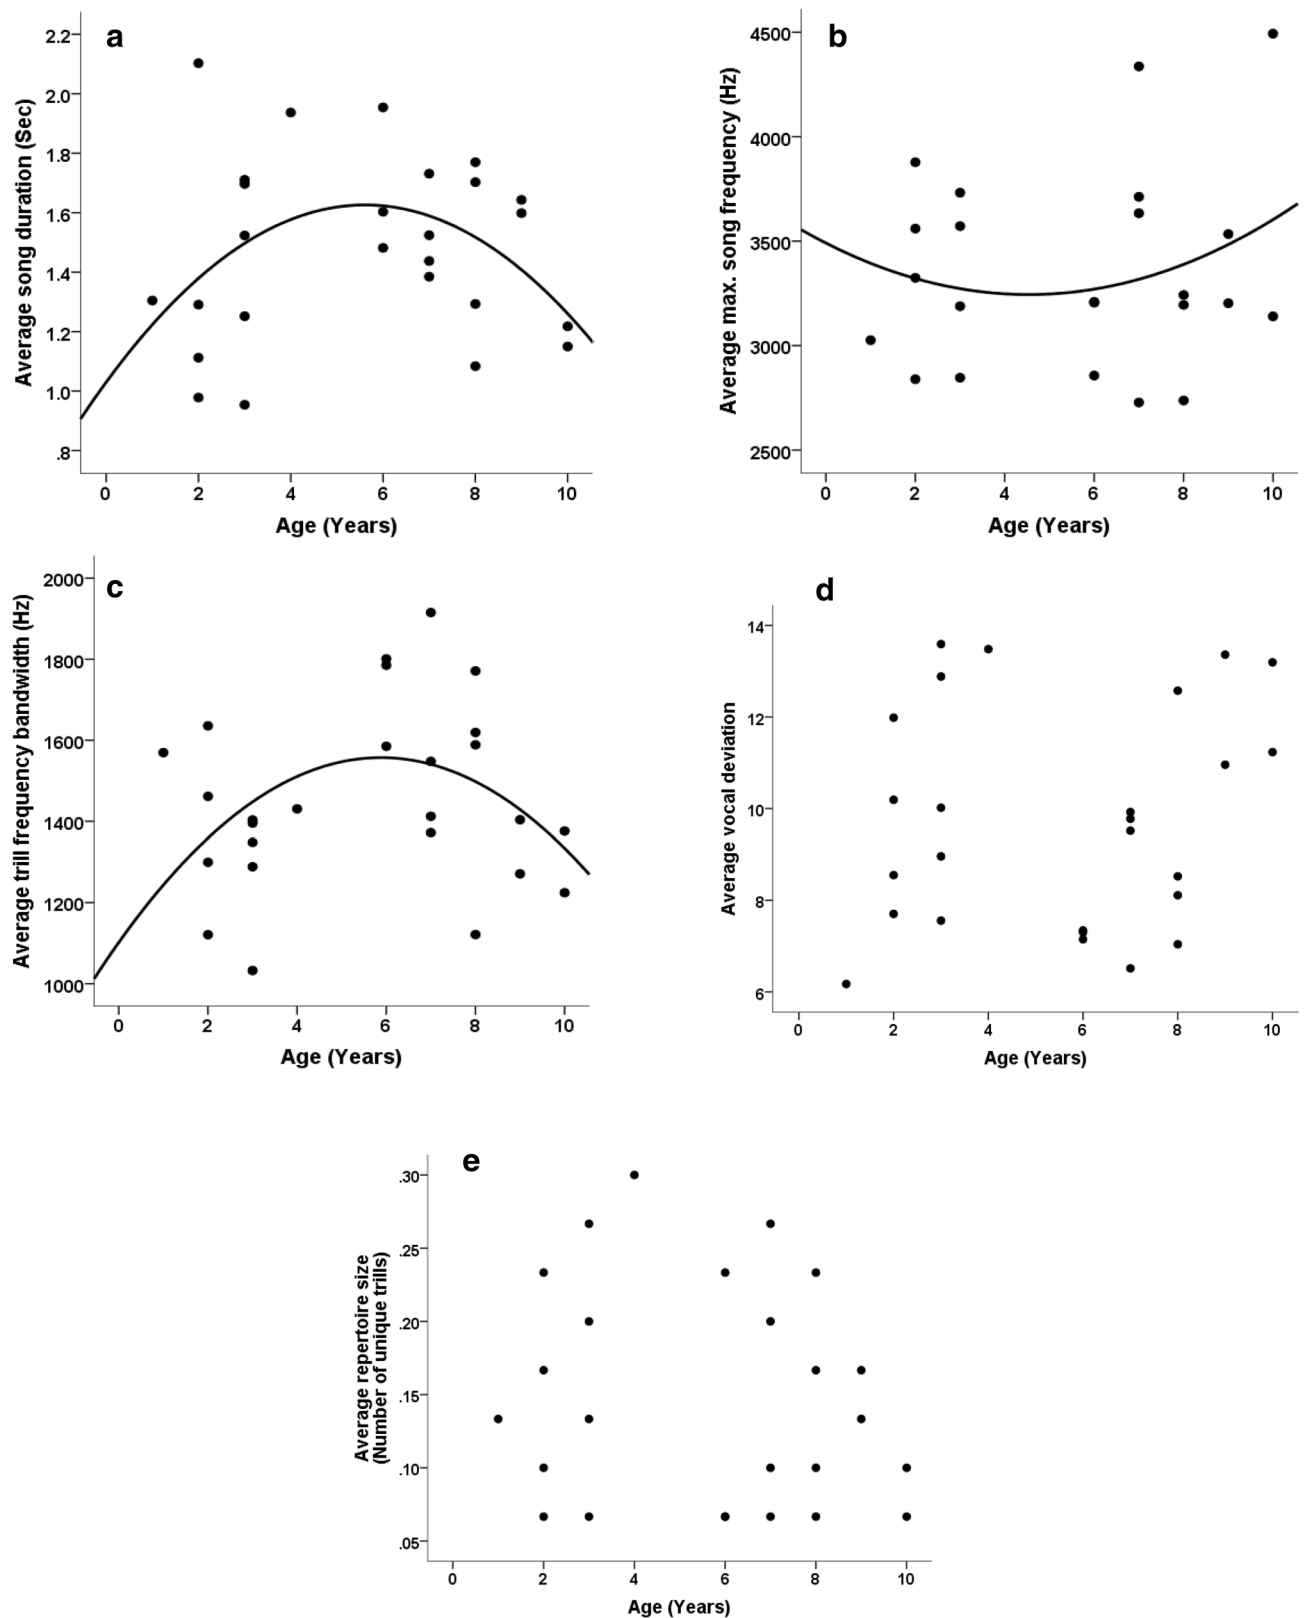 a
2.2
2.0
1.8
1.6
1.4
1.2
1.0
.8
0 2 4 6 8 10
Average song duration (Sec)
Age (Years)
b
4500
4000
3500
3000
2500
0 2 4 6 8 10
Average max. song frequency (Hz)
Age (Years)
c
2000
1800
1600
1400
1200
1000
0 2 4 6 8 10
Average trill frequency bandwidth (Hz)
Age (Years)
d
14
12
10
8
6
0 2 4 6 8 10
Average vocal deviation
Age (Years)
e
.30
.25
.20
.15
.10
.05
0 2 4 6 8 10
Average repertoire size
(Number of unique trills)
Age (Years)